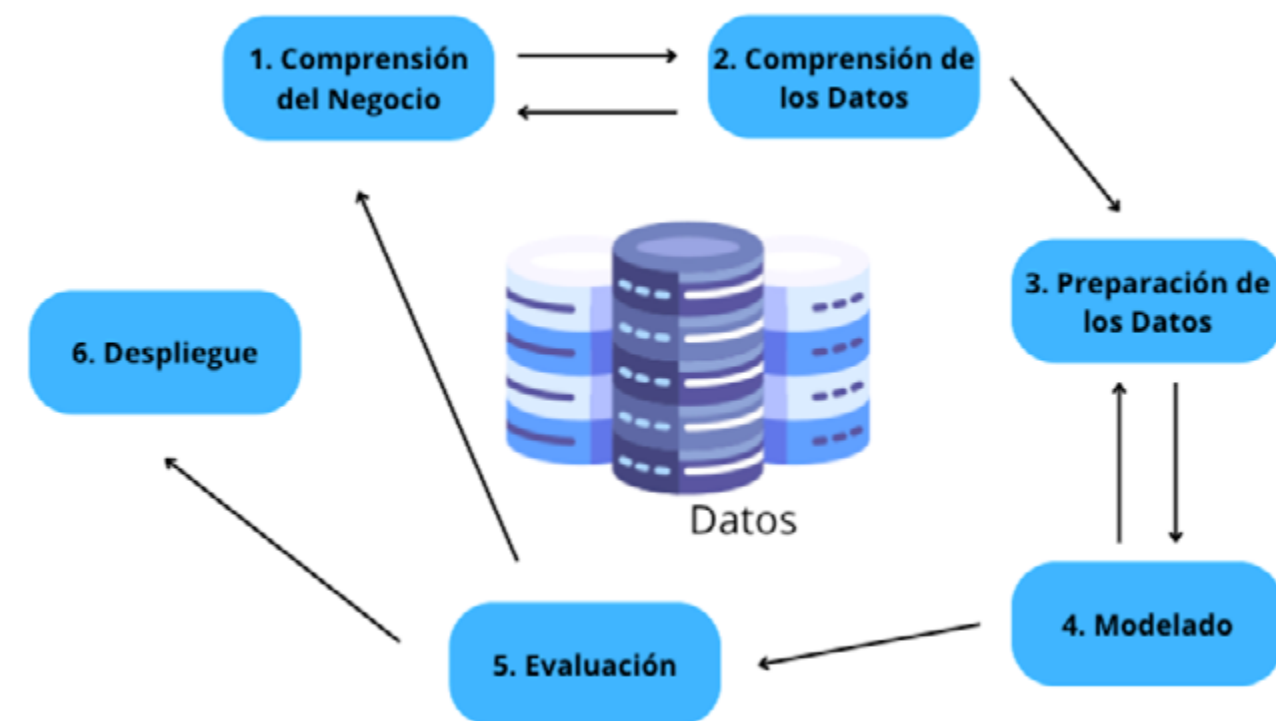 1. Comprensión
del Negocio
2. Comprensión de
los Datos
3. Preparación de
los Datos
4. Modelado
5. Evaluación
6. Despliegue
Datos